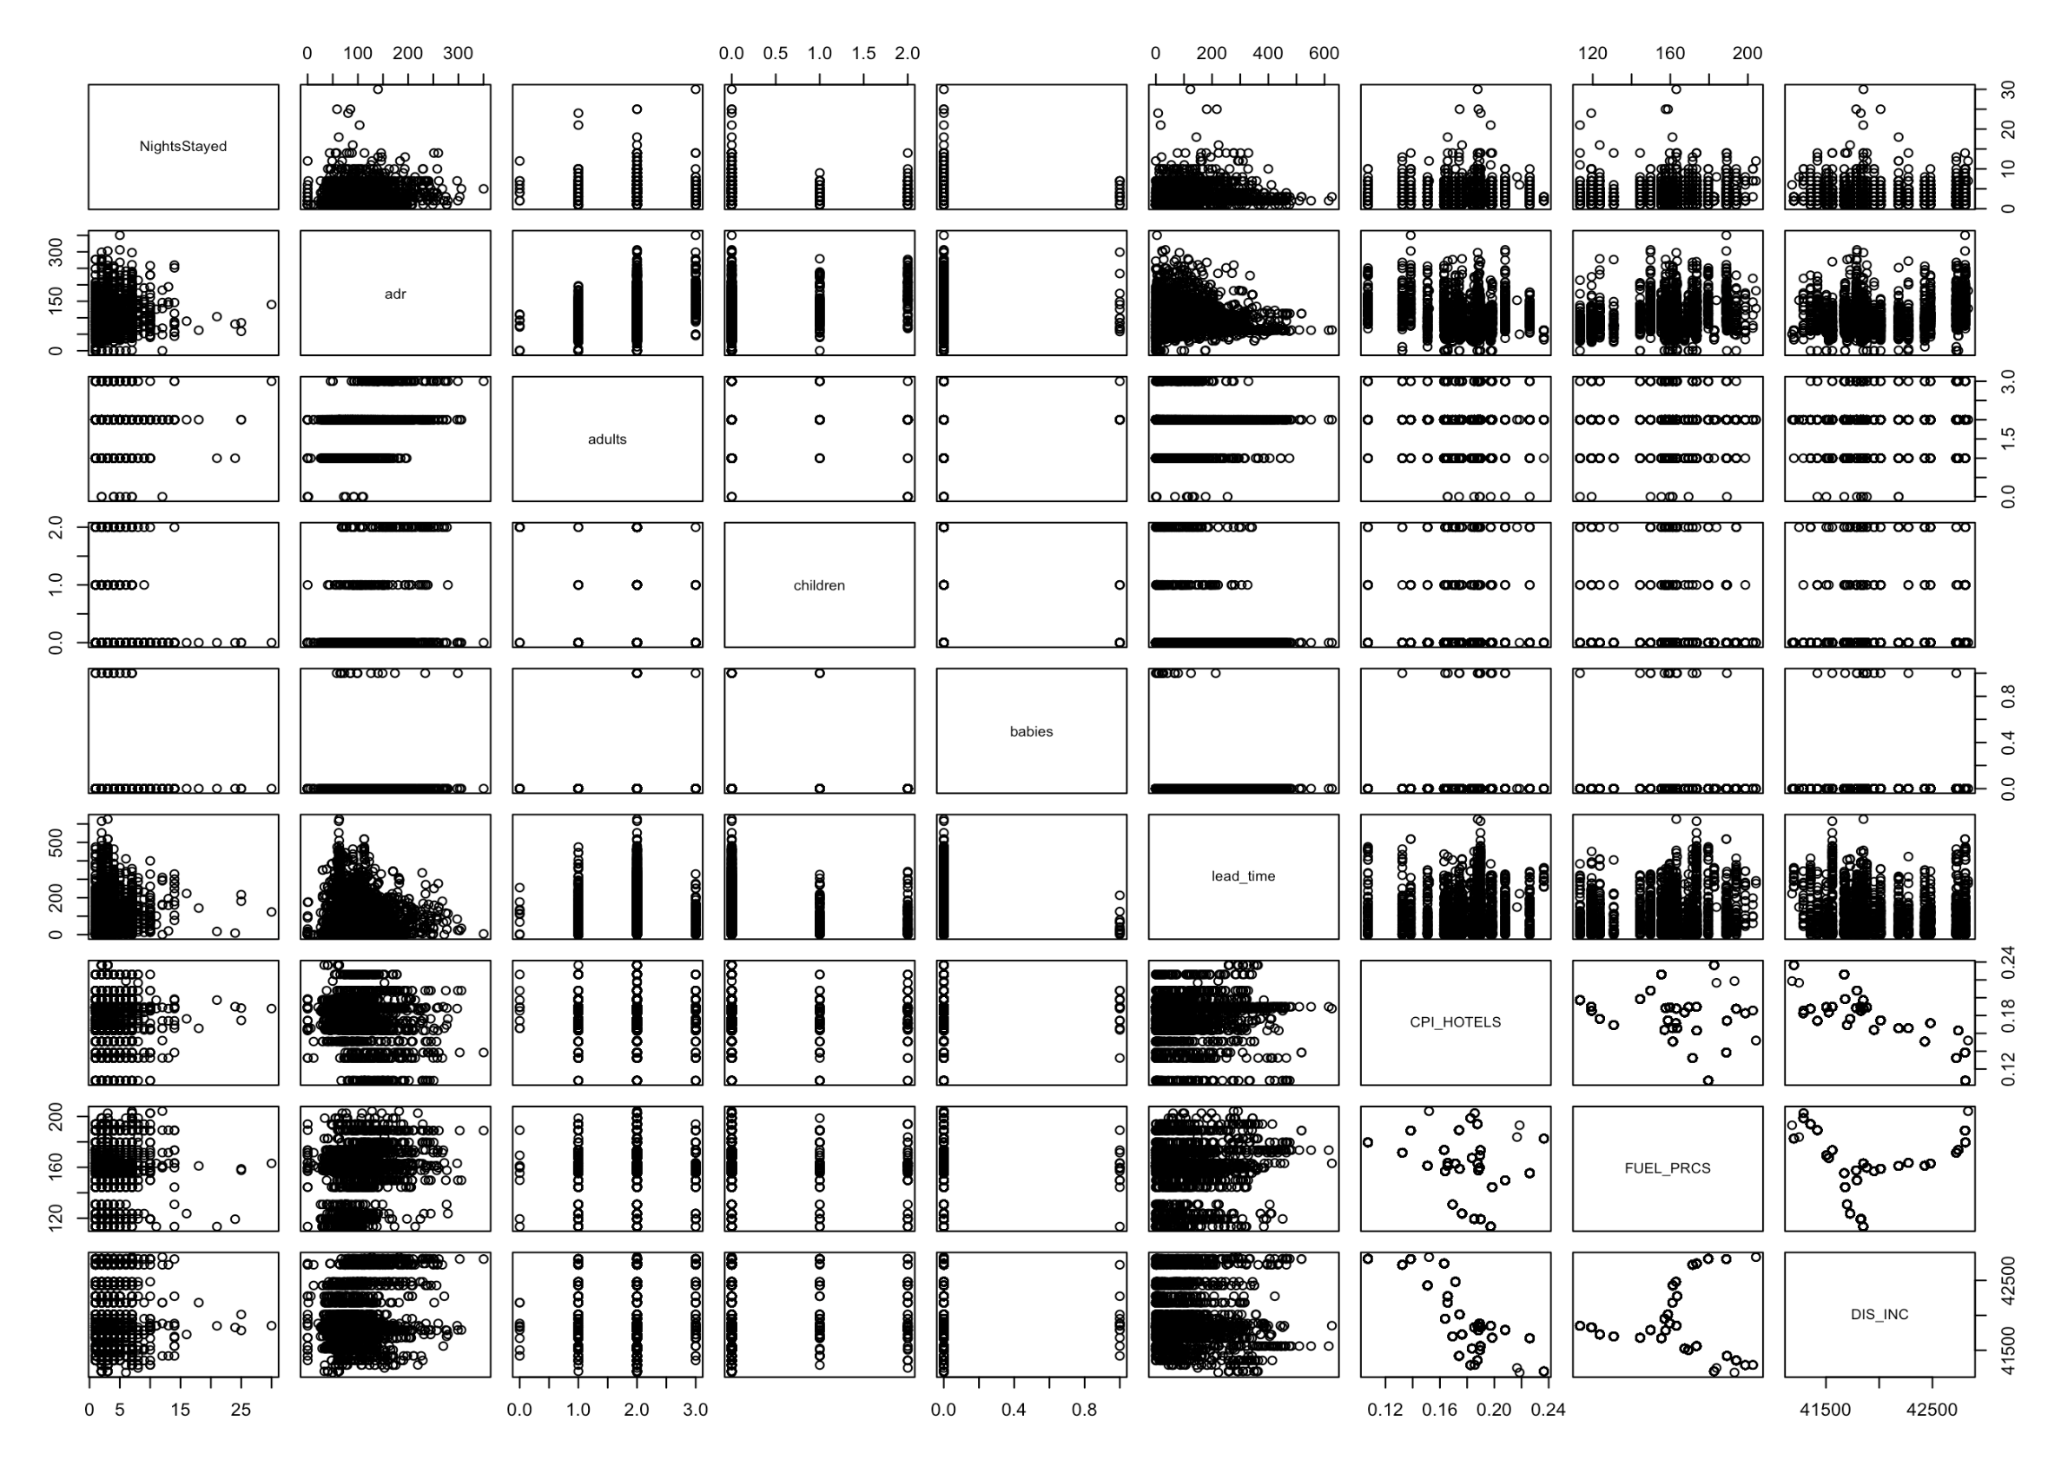 0 100 200 300 0.0 0.5 1.0 1.5 2.0 0 200 400 600 120 160 200
NightsStayed 0 10 20 30
0 150 300 adr
adults 0.0 1.5 3.0
0.0 1.0 2.0 children
babies 0.0 0.4 0.8
0 200 500 lead_time
CPI_HOTELS 0.12 0.18 0.24
120 160 200 FUEL_PRCS
DIS_INC 41500 42500
0 5 15 25 0.0 1.0 2.0 3.0 0.0 0.4 0.8 0.12 0.16 0.20 0.24 41500 42500